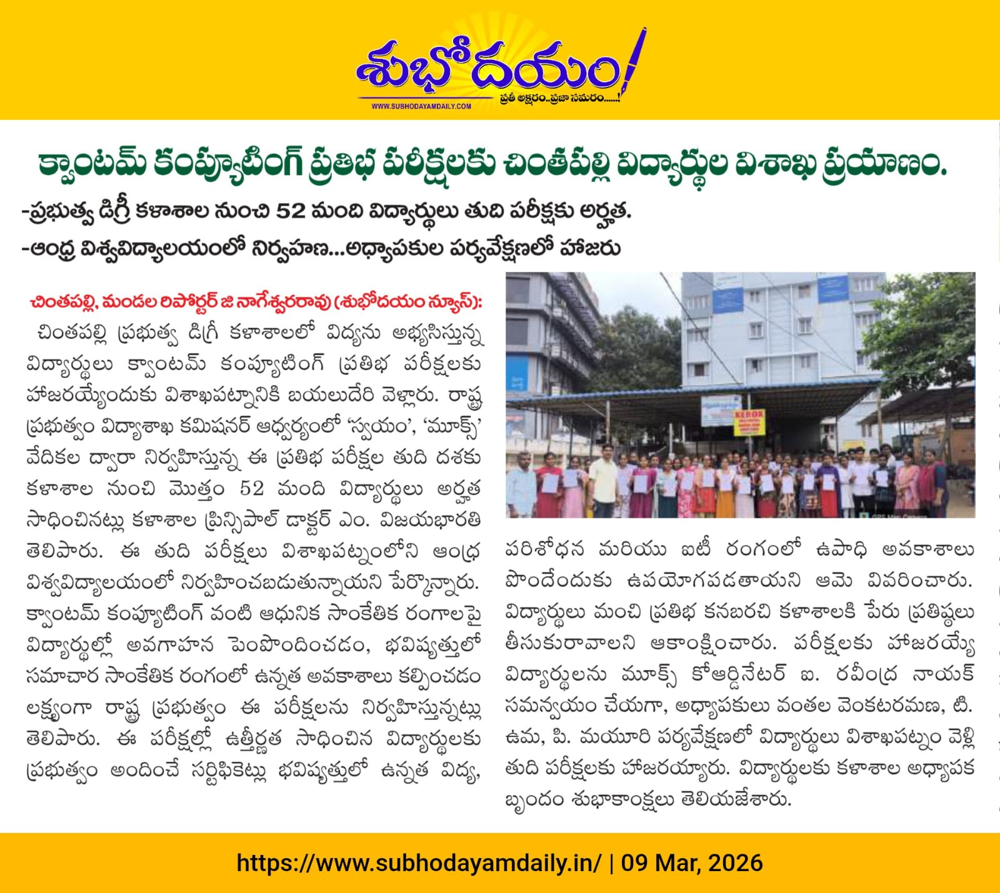 శుభోదయం!
ప్రతీ అక్షరం..ప్రజా సమరం......!
WWW.SUBHODAYAMDAILY.COM
క్వాంటమ్ కంప్యూటింగ్ ప్రతిభ పరీక్షలకు చింతపల్లి విద్యార్థుల విశాఖ ప్రయాణం.
-ప్రభుత్వ డిగ్రీ కళాశాల నుంచి 52 మంది విద్యార్థులు తుది పరీక్షకు అర్హత.
-ఆంధ్ర విశ్వవిద్యాలయంలో నిర్వహణ...అధ్యాపకుల పర్యవేక్షణలో హాజరు
చింతపల్లి, మండల రిపోర్టర్ జి నాగేశ్వరరావు (శుభోదయం న్యూస్):
చింతపల్లి ప్రభుత్వ డిగ్రీ కళాశాలలో విద్యను అభ్యసిస్తున్న
విద్యార్థులు క్వాంటమ్ కంప్యూటింగ్ ప్రతిభ పరీక్షలకు
హాజరయ్యేందుకు విశాఖపట్నానికి బయలుదేరి వెళ్లారు. రాష్ట్ర
ప్రభుత్వం విద్యాశాఖ కమిషనర్ ఆధ్వర్యంలో ‘స్వయం’, ‘మూక్స్’
వేదికల ద్వారా నిర్వహిస్తున్న ఈ ప్రతిభ పరీక్షల తుది దశకు
కళాశాల నుంచి మొత్తం 52 మంది విద్యార్థులు అర్హత
సాధించినట్లు కళాశాల ప్రిన్సిపాల్ డాక్టర్ ఎం. విజయభారతి
తెలిపారు. ఈ తుది పరీక్షలు విశాఖపట్నంలోని ఆంధ్ర
విశ్వవిద్యాలయంలో నిర్వహించబడుతున్నాయని పేర్కొన్నారు.
క్వాంటమ్ కంప్యూటింగ్ వంటి ఆధునిక సాంకేతిక రంగాలపై
విద్యార్థుల్లో అవగాహన పెంపొందించడం, భవిష్యత్తులో
సమాచార సాంకేతిక రంగంలో ఉన్నత అవకాశాలు కల్పించడం
లక్ష్యంగా రాష్ట్ర ప్రభుత్వం ఈ పరీక్షలను నిర్వహిస్తున్నట్లు
తెలిపారు. ఈ పరీక్షల్లో ఉత్తీర్ణత సాధించిన విద్యార్థులకు
ప్రభుత్వం అందించే సర్టిఫికెట్లు భవిష్యత్తులో ఉన్నత విద్య,
XEROX
పరిశోధన మరియు ఐటీ రంగంలో ఉపాధి అవకాశాలు
పొందేందుకు ఉపయోగపడతాయని ఆమె వివరించారు.
విద్యార్థులు మంచి ప్రతిభ కనబరచి కళాశాలకి పేరు ప్రతిష్ఠలు
తీసుకురావాలని ఆకాంక్షించారు. పరీక్షలకు హాజరయ్యే
విద్యార్థులను మూక్స్ కోఆర్డినేటర్ ఐ. రవీంద్ర నాయక్
సమన్వయం చేయగా, అధ్యాపకులు వంతల వెంకటరమణ, టి.
ఉమ, పి. మయూరి పర్యవేక్షణలో విద్యార్థులు విశాఖపట్నం వెళ్లి
తుది పరీక్షలకు హాజరయ్యారు. విద్యార్థులకు కళాశాల అధ్యాపక
బృందం శుభాకాంక్షలు తెలియజేశారు.
https://www.subhodayamdaily.in/ | 09 Mar, 2026